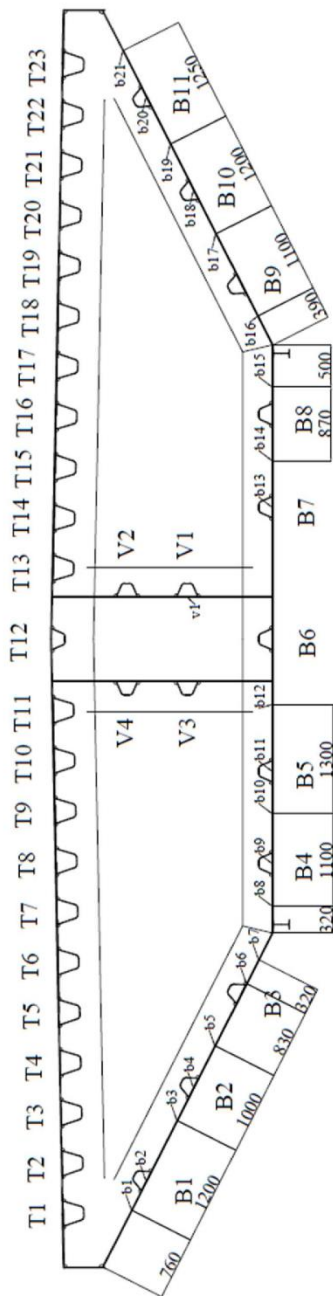 T1 T2 T3 T4 T5 T6 T7 T8 T9 T10 T11 T12 T13 T14 T15 T16 T17 T18 T19 T20 T21 T22 T23
V4 V2
V3 V1
v1
b1 b2 b3 b4 b5 b6 b7 b8 b9 b10 b11 b12 b13 b14 b15 b16 b17 b18 b19 b20 b21
B1 B2 B3 B4 B5 B6 B7 B8 B9 B10 B11
760 1200 1000 830 320 320 1100 1300 870 500 390 1100 1200 1250